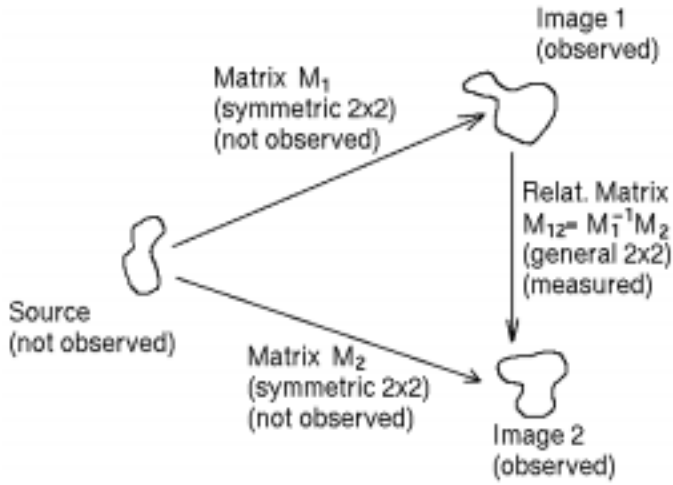 Image 1
(observed)
Matrix M₁
(symmetric 2x2)
(not observed)
Relat. Matrix
M₁₂= M₁⁻¹M₂
(general 2x2)
(measured)
Source
(not observed)
Matrix M₂
(symmetric 2x2)
(not observed)
Image 2
(observed)